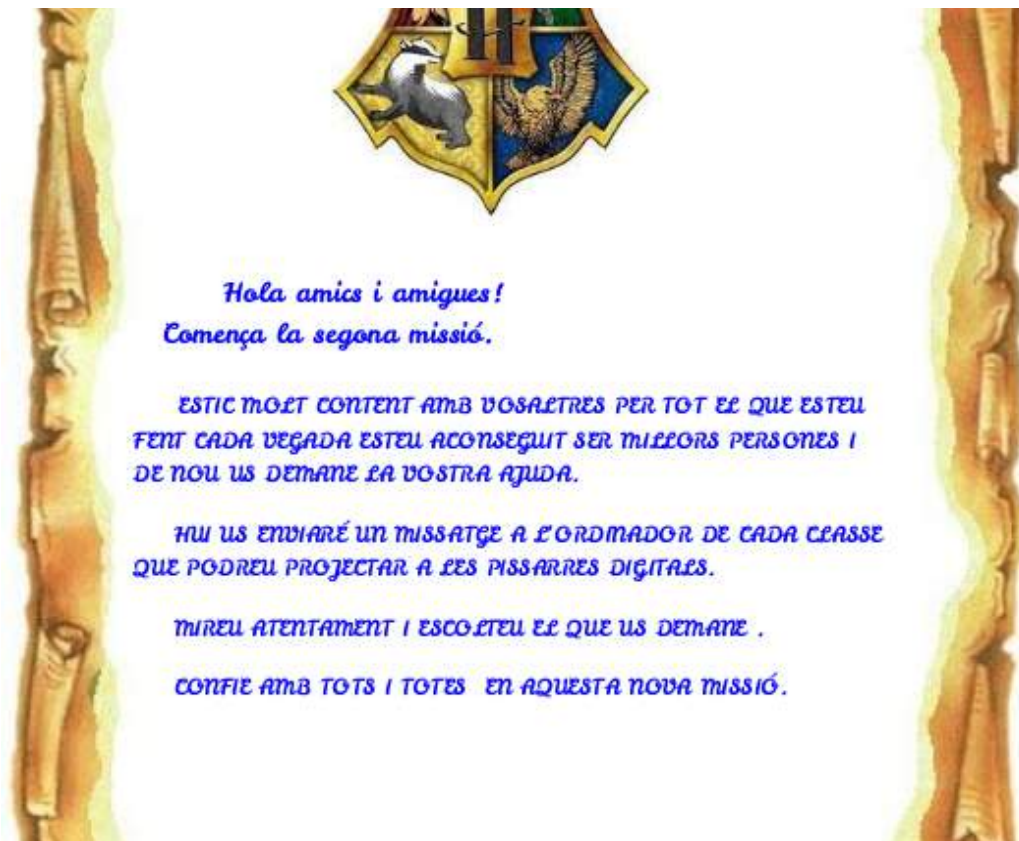 H
Hola amics i amigues!
Comença la segona missió.
ESTIC MOLT CONTENT AMB VOSALTRES PER TOT EL QUE ESTEU
FENT CADA VEGADA ESTEU ACONSEGUIT SER MILLORS PERSONES I
DE NOU US DEMANE LA VOSTRA AJUDA.
HUI US ENVIARÉ UN MISSATGE A L'ORDINADOR DE CADA CLASSE
QUE PODREU PROJECTAR A LES PISSARRES DIGITALS.
MIREU ATENTAMENT I ESCOLTEU EL QUE US DEMANE .
CONFIE AMB TOTS I TOTES EN AQUESTA NOVA MISSIÓ.